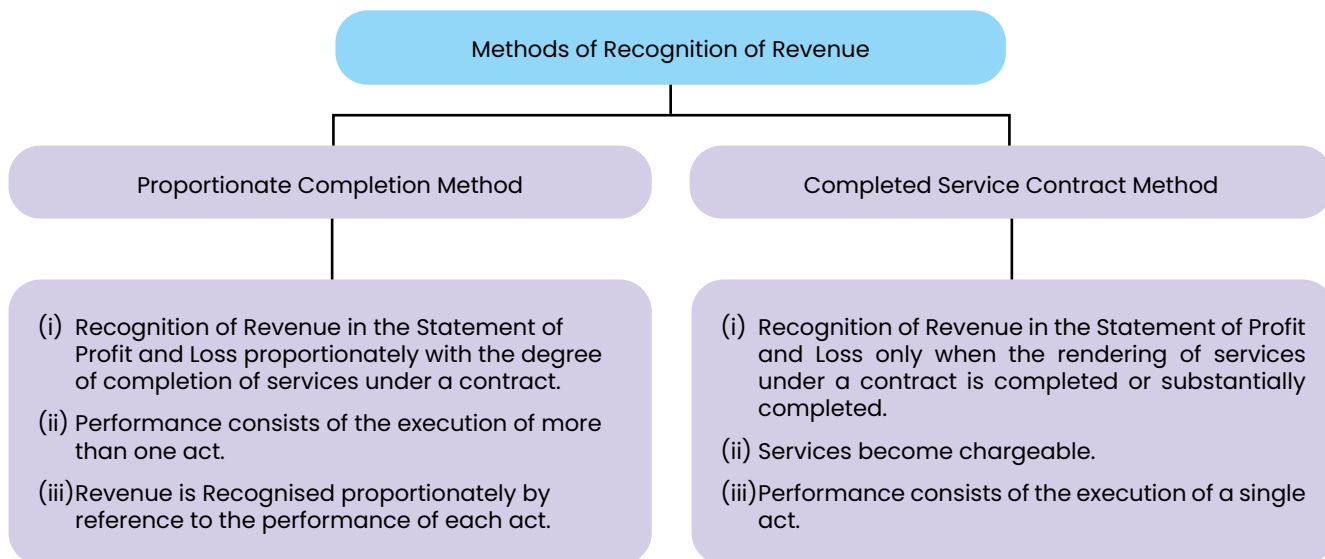 Methods of Recognition of Revenue
Proportionate Completion Method
Completed Service Contract Method
(i) Recognition of Revenue in the Statement of
Profit and Loss proportionately with the degree
of completion of services under a contract.
(ii) Performance consists of the execution of more
than one act.
(iii)Revenue is Recognised proportionately by
reference to the performance of each act.
(i) Recognition of Revenue in the Statement of Profit
and Loss only when the rendering of services
under a contract is completed or substantially
completed.
(ii) Services become chargeable.
(iii)Performance consists of the execution of a single
act.